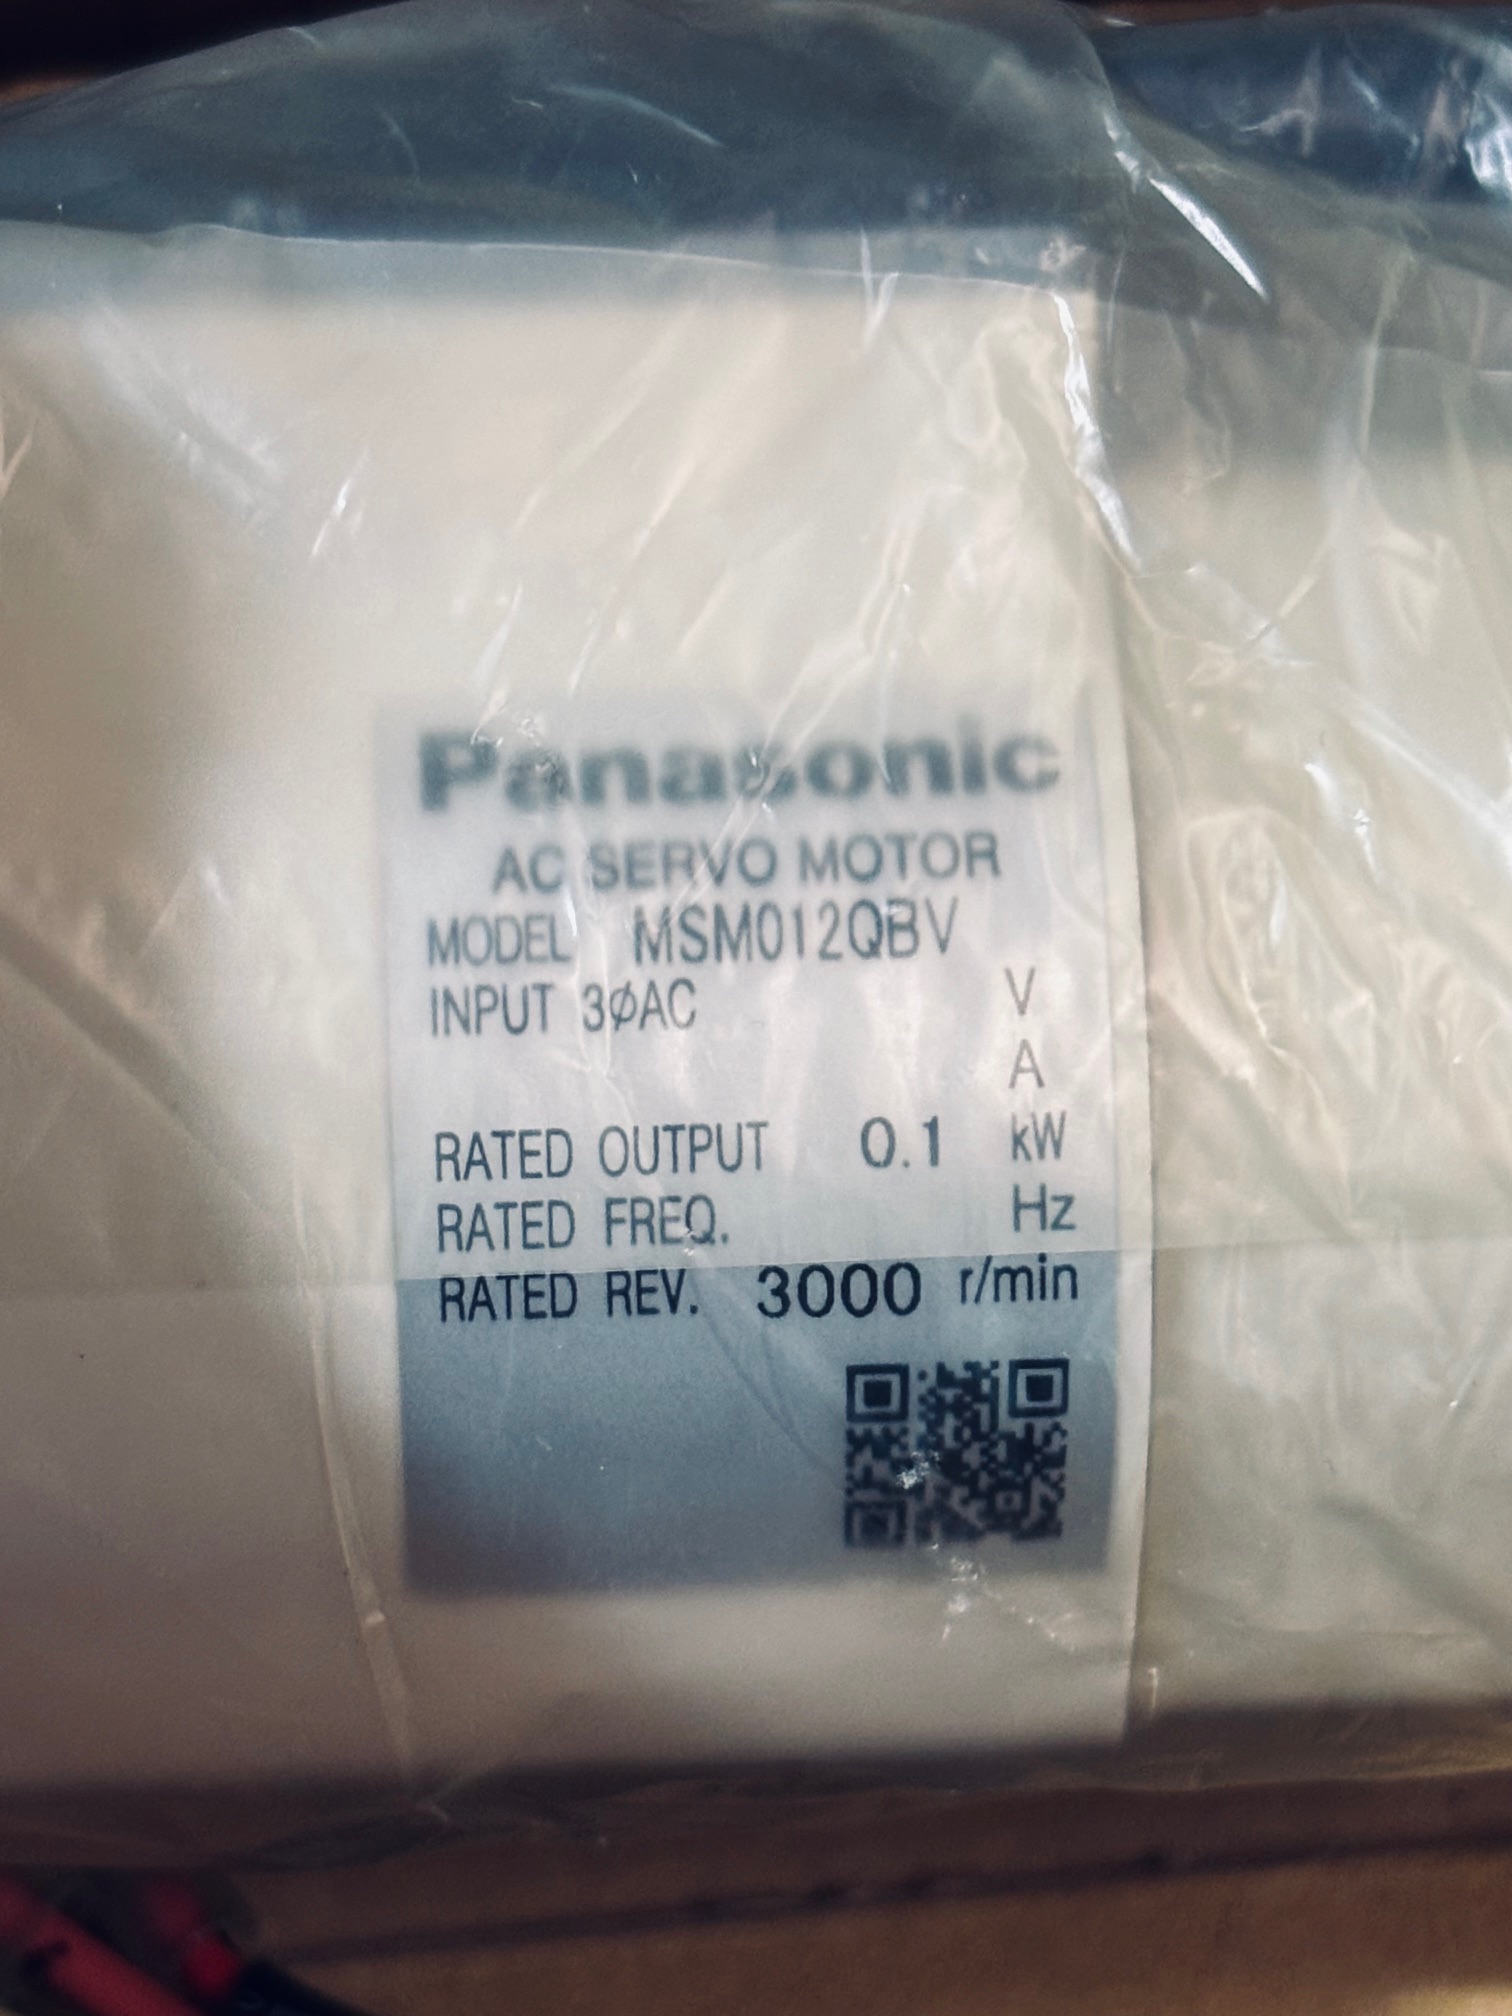 Panasonic
AC SERVO MOTOR
MODEL MSM012QBV
INPUT 3øAC V
A
RATED OUTPUT 0.1 kW
RATED FREQ. Hz
RATED REV. 3000 r/min